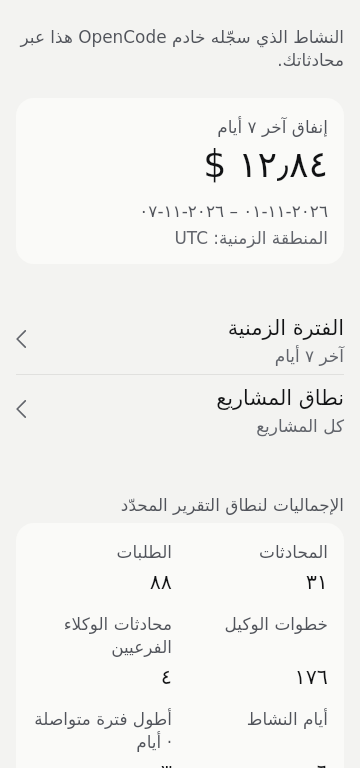 النشاط الذي سجّله خادم OpenCode هذا عبر
محادثاتك.
إنفاق آخر ٧ أيام
١٢٫٨٤ $
٢٠٢٦-١١-٠١ – ٢٠٢٦-١١-٠٧
المنطقة الزمنية: UTC
الفترة الزمنية
آخر ٧ أيام
نطاق المشاريع
كل المشاريع
الإجماليات لنطاق التقرير المحدّد
المحادثات
٣١
الطلبات
٨٨
خطوات الوكيل
١٧٦
محادثات الوكلاء
الفرعيين
٤
أيام النشاط
أطول فترة متواصلة
· أيام